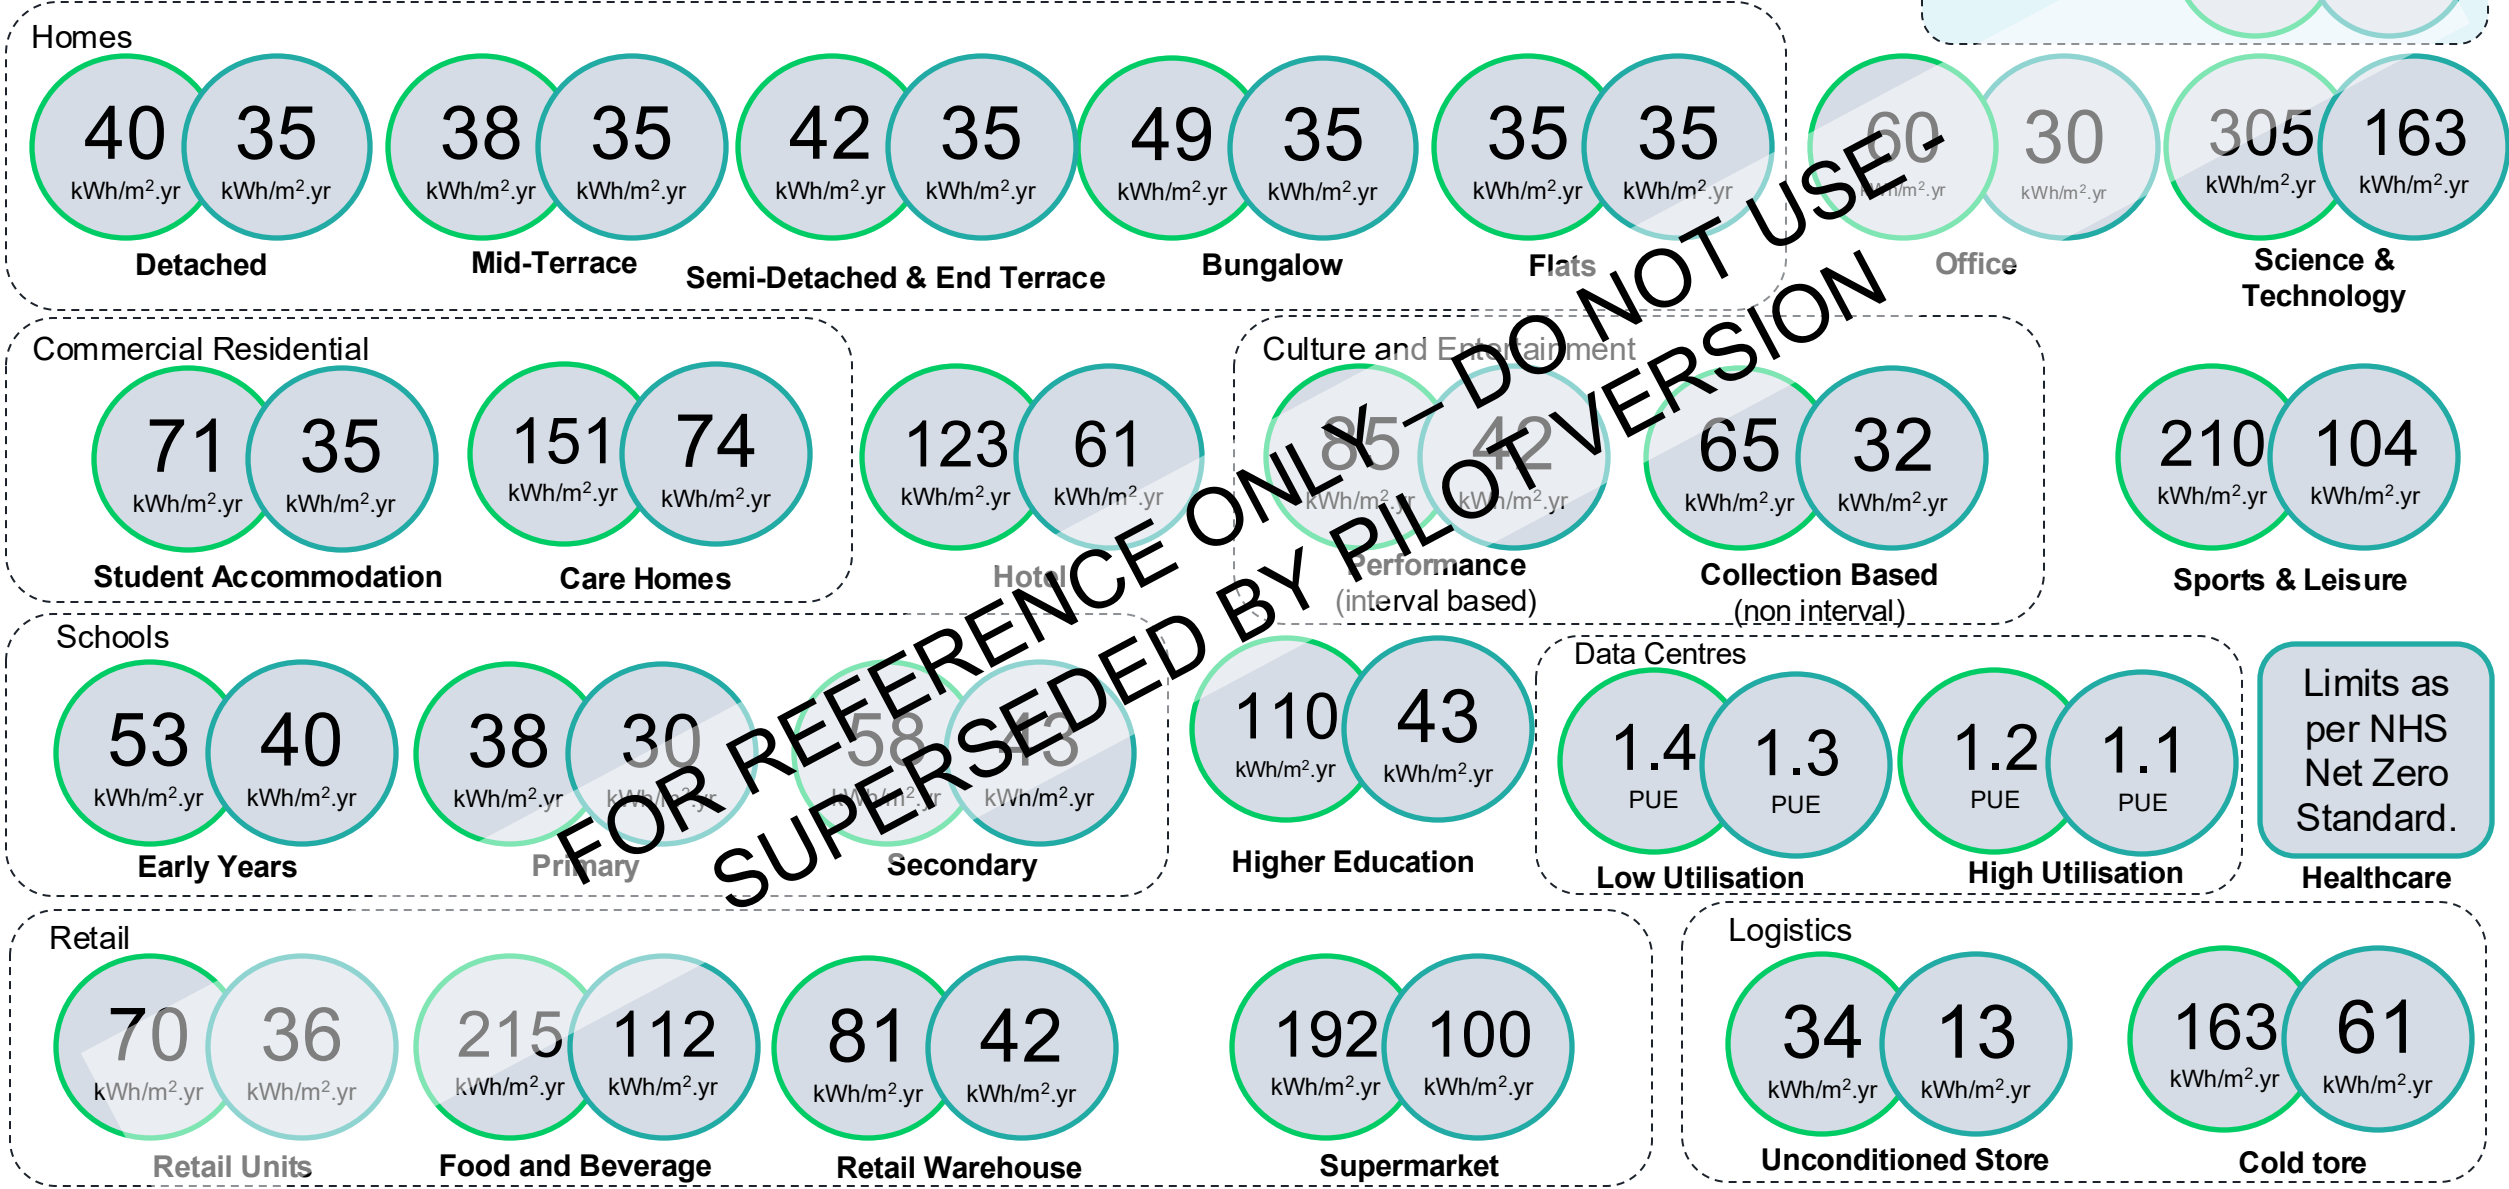 Homes
40 35 38 35 42 35 49 35 35 35 60 30 305 163
kWh/m².yr kWh/m².yr kWh/m².yr kWh/m².yr kWh/m².yr kWh/m².yr kWh/m².yr kWh/m².yr kWh/m².yr kWh/m².yr kWh/m².yr kWh/m².yr kWh/m².yr kWh/m².yr
Detached Mid-Terrace Semi-Detached & End Terrace Bungalow Flats Office Science &
Technology
Commercial Residential Culture and Entertainment
71 35 151 74 123 61 85 42 65 32 210 104
kWh/m².yr kWh/m².yr kWh/m².yr kWh/m².yr kWh/m².yr kWh/m².yr kWh/m².yr kWh/m².yr kWh/m².yr kWh/m².yr kWh/m².yr kWh/m².yr
Student Accommodation Care Homes Hotel Performance Collection Based Sports & Leisure
(interval based) (non interval)
Schools Data Centres
53 40 38 30 58 43 110 43 1.4 1.3 1.2 1.1
kWh/m².yr kWh/m².yr kWh/m².yr kWh/m².yr kWh/m².yr kWh/m².yr kWh/m².yr kWh/m².yr PUE PUE PUE PUE
Early Years Primary Secondary Higher Education Low Utilisation High Utilisation
Limits as
per NHS
Net Zero
Standard.
Healthcare
Retail Logistics
70 36 215 112 81 42 192 100 34 13 163 61
kWh/m².yr kWh/m².yr kWh/m².yr kWh/m².yr kWh/m².yr kWh/m².yr kWh/m².yr kWh/m².yr kWh/m².yr kWh/m².yr kWh/m².yr kWh/m².yr
Retail Units Food and Beverage Retail Warehouse Supermarket Unconditioned Store Cold tore
FOR REFERENCE ONLY – DO NOT USE -
SUPERSEDED BY PILOT VERSION